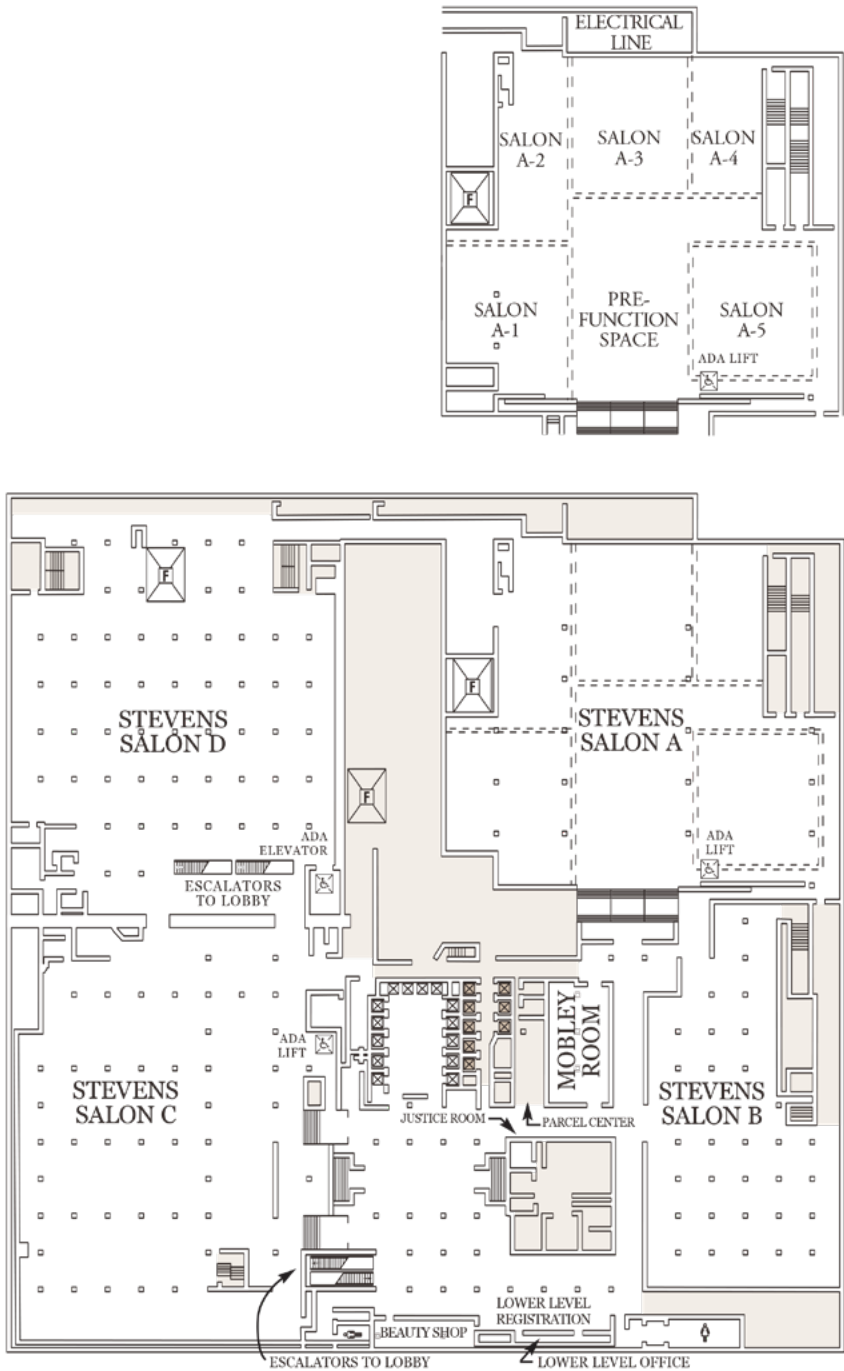 ELECTRICAL
LINE
SALON
A-2
SALON
A-3
SALON
A-4
F
SALON
A-1
PRE-
FUNCTION
SPACE
SALON
A-5
ADA LIFT
F
F
STEVENS
SALON D
STEVENS
SALON A
F
ADA
ELEVATOR
ADA
LIFT
ESCALATORS
TO LOBBY
MOBLEY
ROOM
ADA
LIFT
STEVENS
SALON C
STEVENS
SALON B
JUSTICE ROOM
PARCEL CENTER
LOWER LEVEL
REGISTRATION
BEAUTY SHOP
ESCALATORS TO LOBBY
LOWER LEVEL OFFICE